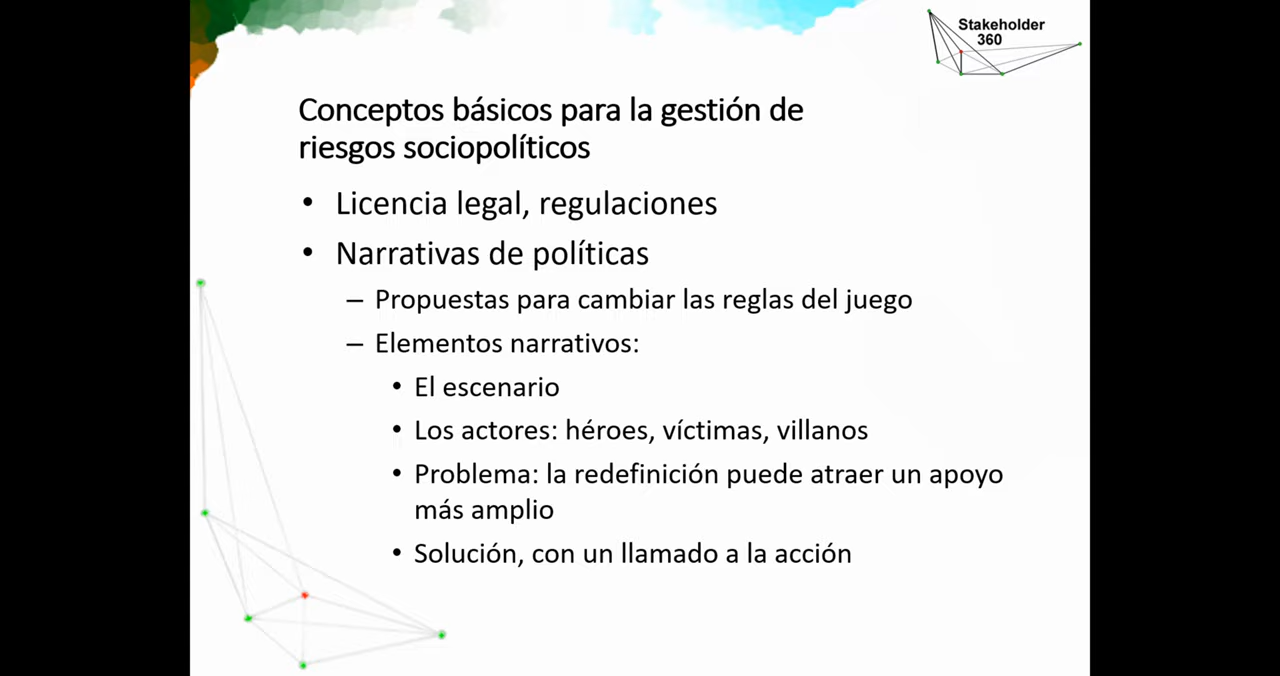 Stakeholder
360
Conceptos básicos para la gestión de
riesgos sociopolíticos
• Licencia legal, regulaciones
• Narrativas de políticas
– Propuestas para cambiar las reglas del juego
– Elementos narrativos:
• El escenario
• Los actores: héroes, víctimas, villanos
• Problema: la redefinición puede atraer un apoyo
más amplio
• Solución, con un llamado a la acción